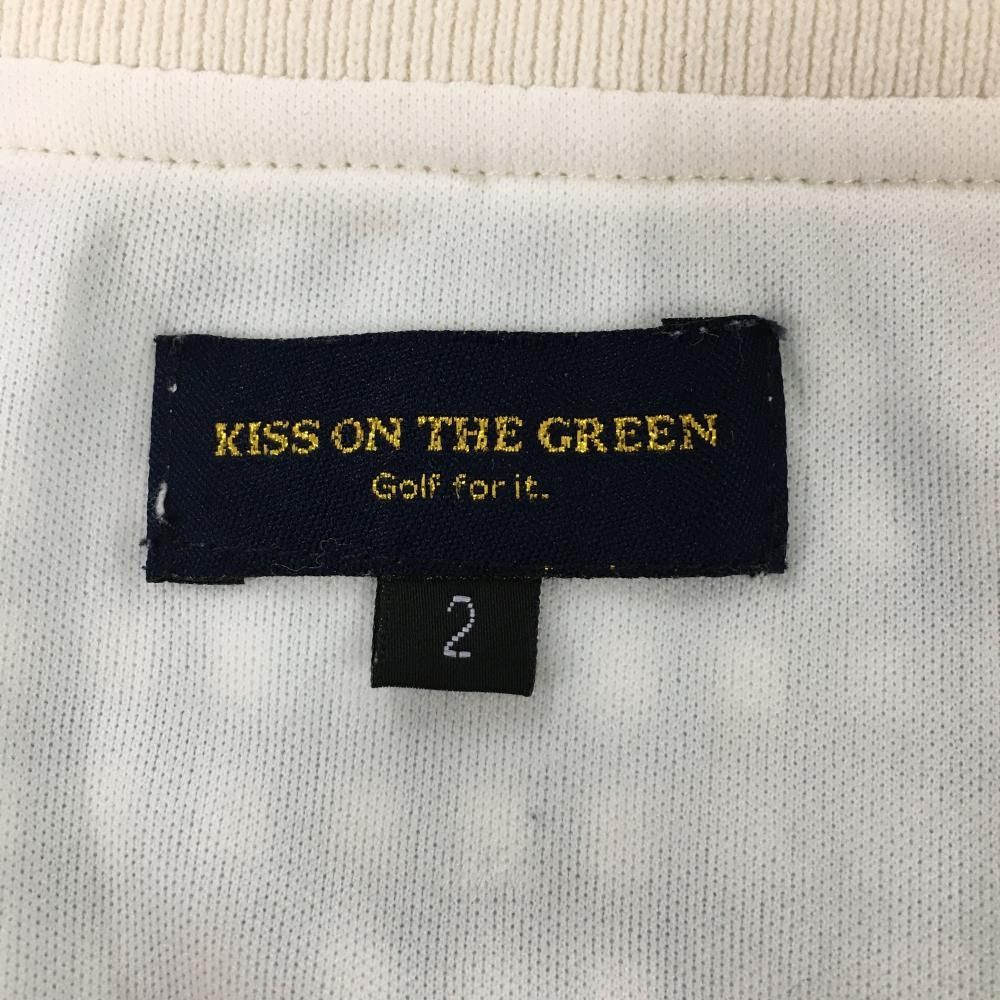 KISS ON THE GREEN
Golf for it.
2